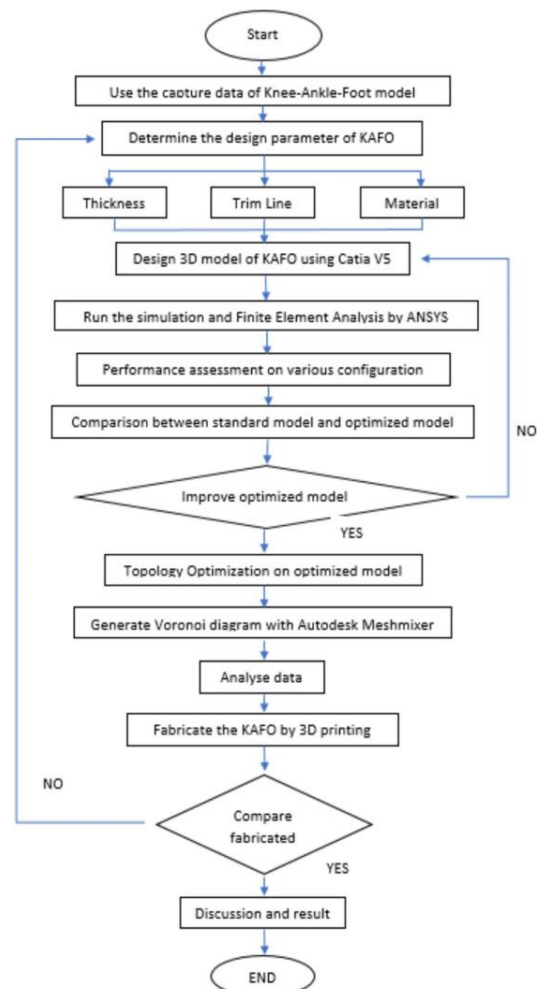 Start
Use the capture data of Knee-Ankle-Foot model
Determine the design parameter of KAFO
Thickness
Trim Line
Material
Design 3D model of KAFO using Catia V5
Run the simulation and Finite Element Analysis by ANSYS
Performance assessment on various configuration
Comparison between standard model and optimized model
NO
Improve optimized model
YES
Topology Optimization on optimized model
Generate Voronoi diagram with Autodesk Meshmixer
Analyse data
Fabricate the KAFO by 3D printing
NO
Compare
fabricated
YES
Discussion and result
END